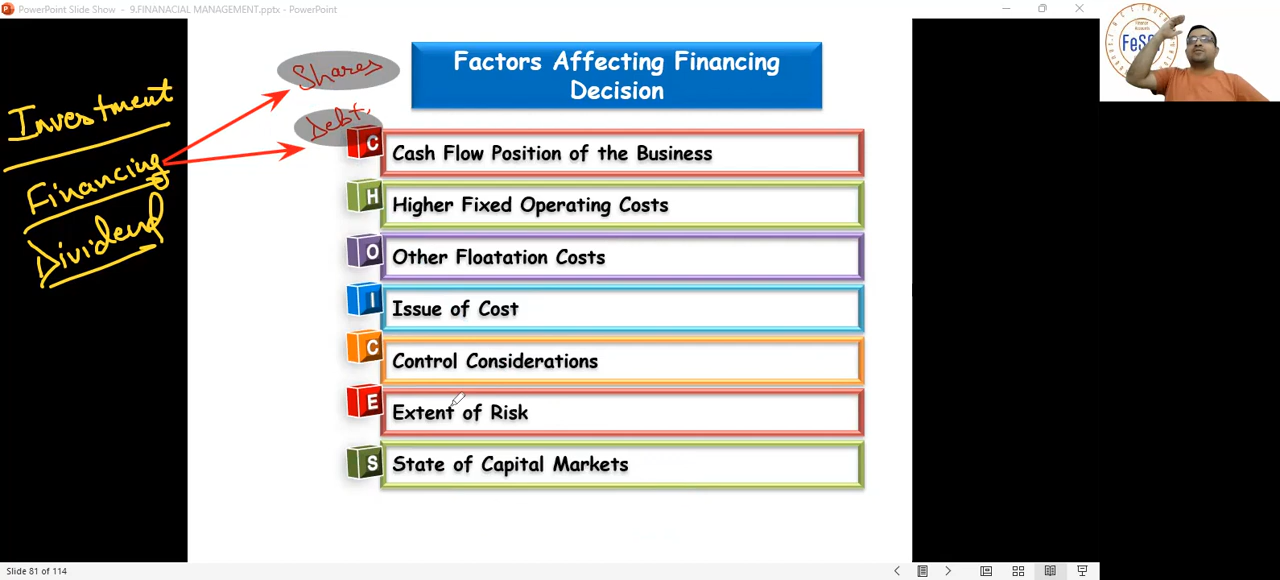 PowerPoint Slide Show - 9.FINANACIAL MANAGEMENT.pptx - PowerPoint
Factors Affecting Financing
Decision
Shares
Debt
Investment
Financing
Dividend
C Cash Flow Position of the Business
H Higher Fixed Operating Costs
O Other Floatation Costs
I Issue of Cost
C Control Considerations
E Extent of Risk
S State of Capital Markets
FeSC
Slide 81 of 114